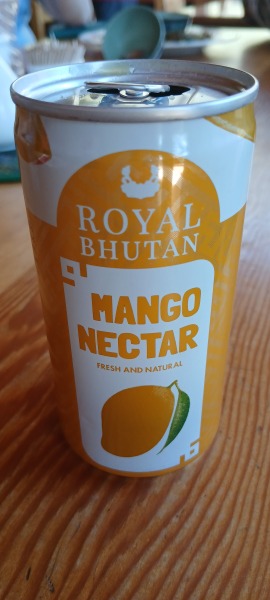 ROYAL
BHUTAN
MANGO
NECTAR
FRESH AND NATURAL